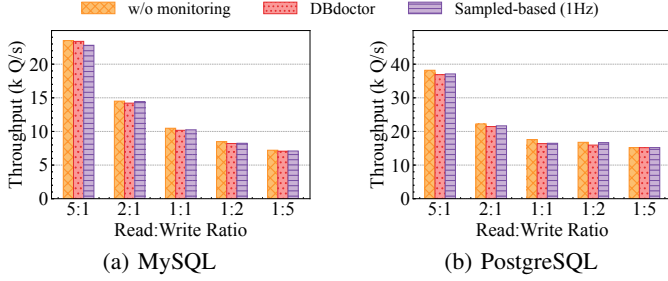 w/o monitoring DBdoctor Sampled-based (1Hz)
Throughput (k Q/s)
20
15
10
5
0
5:1 2:1 1:1 1:2 1:5
Read:Write Ratio
(a) MySQL
Throughput (k Q/s)
40
30
20
10
0
5:1 2:1 1:1 1:2 1:5
Read:Write Ratio
(b) PostgreSQL